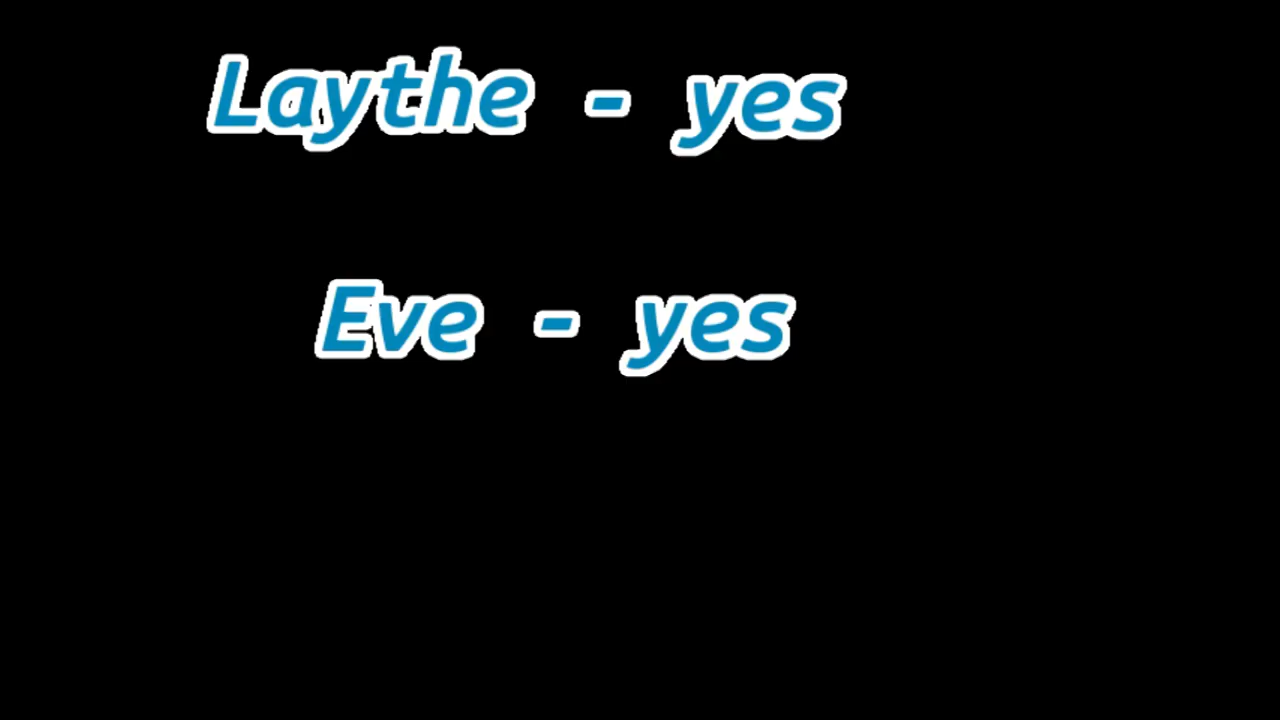 Laythe - yes
Eve - yes